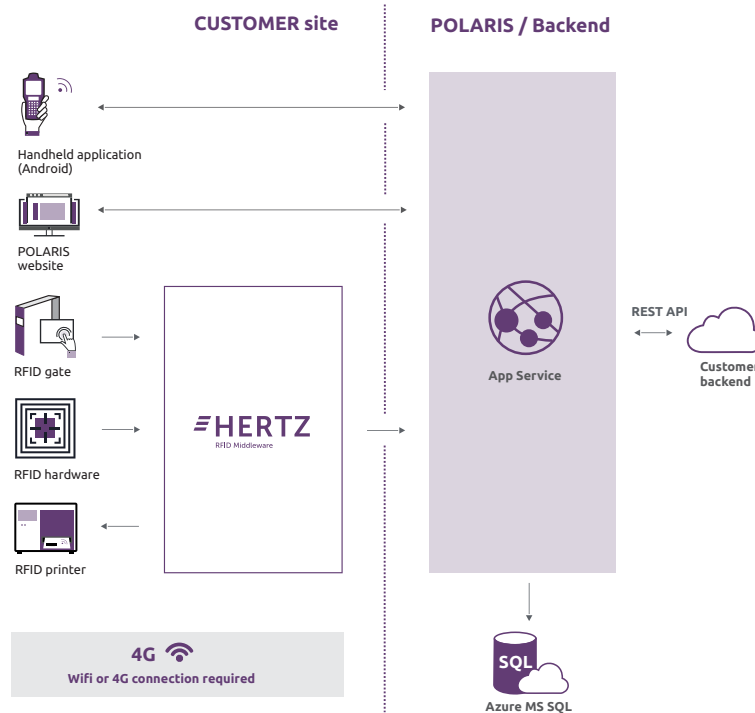 CUSTOMER site
POLARIS / Backend
Handheld application
(Android)
POLARIS
website
RFID gate
RFID hardware
RFID printer
HERTZ
RFID Middleware
App Service
REST API
Customer
backend
4G
Wifi or 4G connection required
SQL
Azure MS SQL